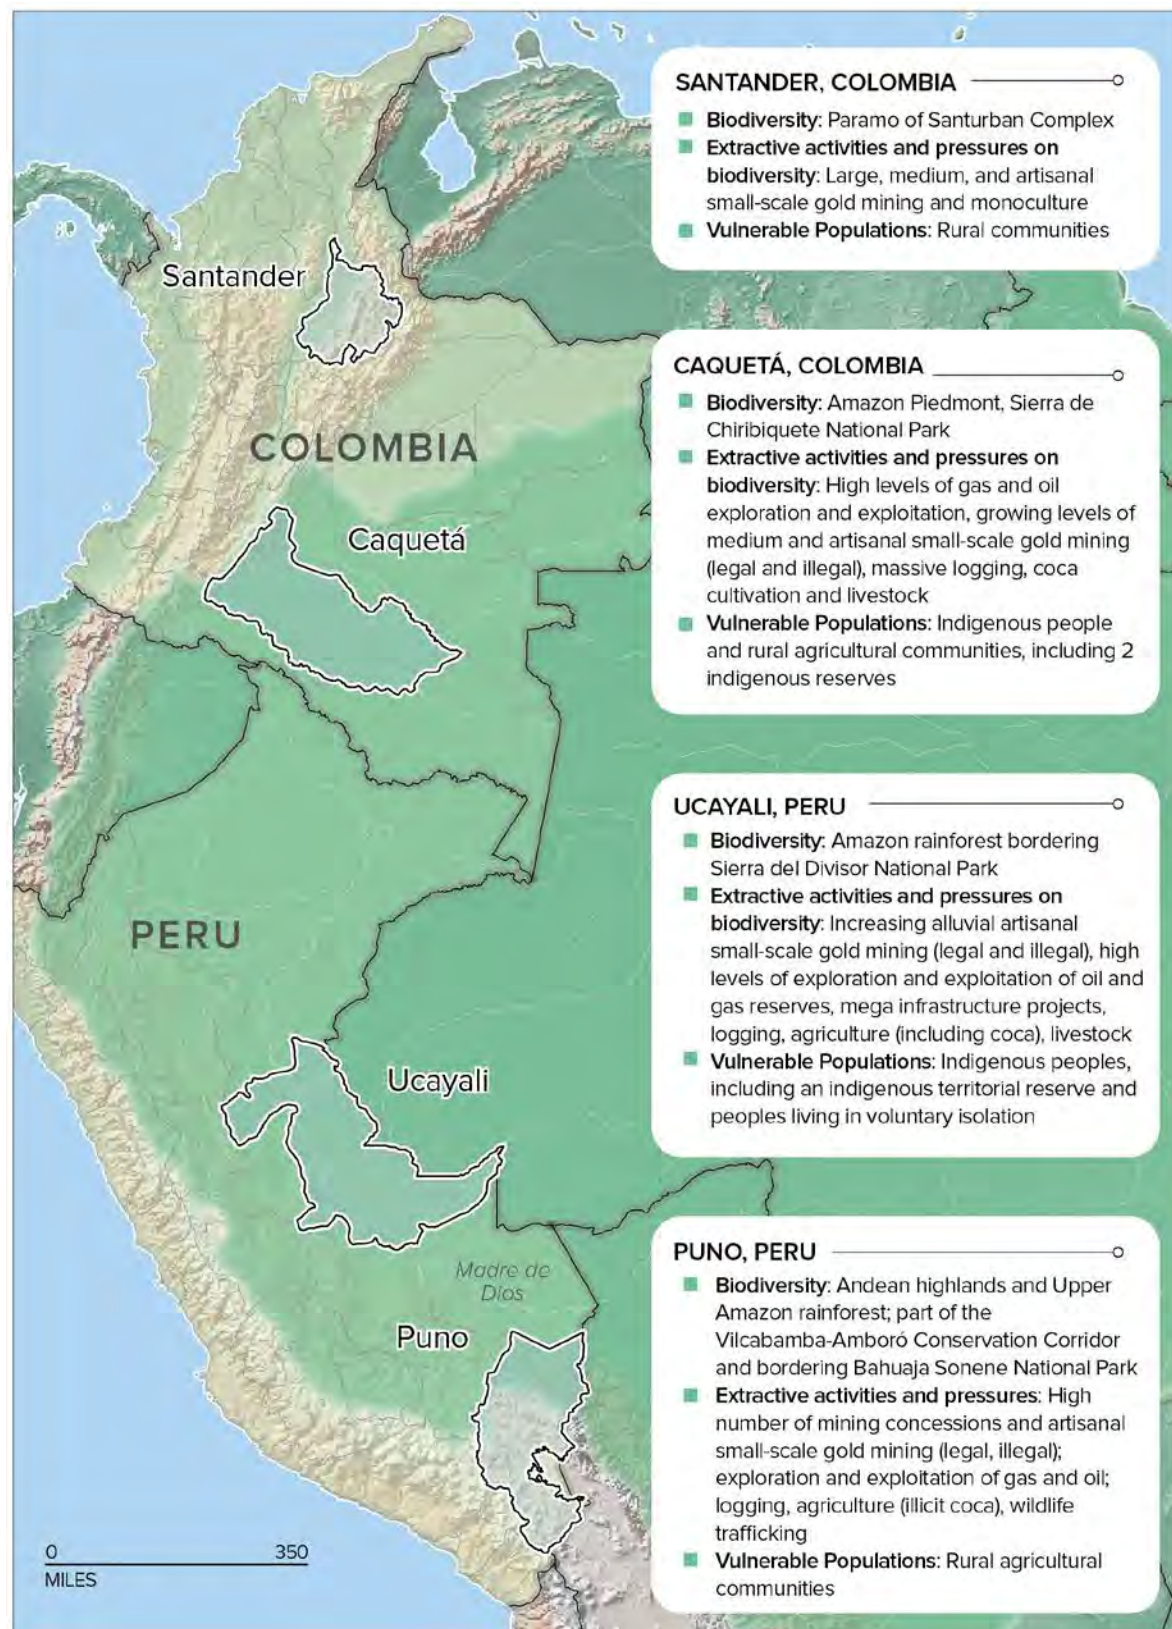 SANTANDER, COLOMBIA
Biodiversity: Paramo of Santurban Complex
Extractive activities and pressures on
biodiversity: Large, medium, and artisanal
small-scale gold mining and monoculture
Vulnerable Populations: Rural communities
Santander
CAQUETÁ, COLOMBIA
Biodiversity: Amazon Piedmont, Sierra de
Chiribiquete National Park
Extractive activities and pressures on
biodiversity: High levels of gas and oil
exploration and exploitation, growing levels of
medium and artisanal small-scale gold mining
(legal and illegal), massive logging, coca
cultivation and livestock
Vulnerable Populations: Indigenous people
and rural agricultural communities, including 2
indigenous reserves
COLOMBIA
Caquetá
UCAYALI, PERU
Biodiversity: Amazon rainforest bordering
Sierra del Divisor National Park
Extractive activities and pressures on
biodiversity: Increasing alluvial artisanal
small-scale gold mining (legal and illegal), high
levels of exploration and exploitation of oil and
gas reserves, mega infrastructure projects,
logging, agriculture (including coca), livestock
Vulnerable Populations: Indigenous peoples,
including an indigenous territorial reserve and
peoples living in voluntary isolation
PERU
Ucayali
Madre de
Dios
Puno
PUNO, PERU
Biodiversity: Andean highlands and Upper
Amazon rainforest; part of the
Vilcabamba-Amboró Conservation Corridor
and bordering Bahuaja Sonene National Park
Extractive activities and pressures: High
number of mining concessions and artisanal
small-scale gold mining (legal, illegal);
exploration and exploitation of gas and oil;
logging, agriculture (illicit coca), wildlife
trafficking
Vulnerable Populations: Rural agricultural
communities
0 350
MILES